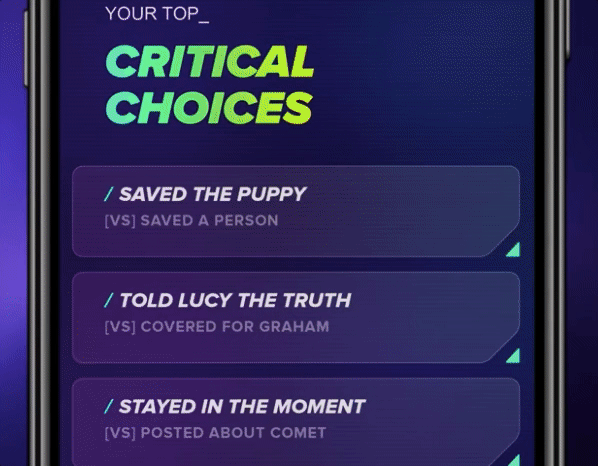 YOUR TOP_
CRITICAL
CHOICES
/ SAVED THE PUPPY
[VS] SAVED A PERSON
/ TOLD LUCY THE TRUTH
[VS] COVERED FOR GRAHAM
/ STAYED IN THE MOMENT
[VS] POSTED ABOUT COMET